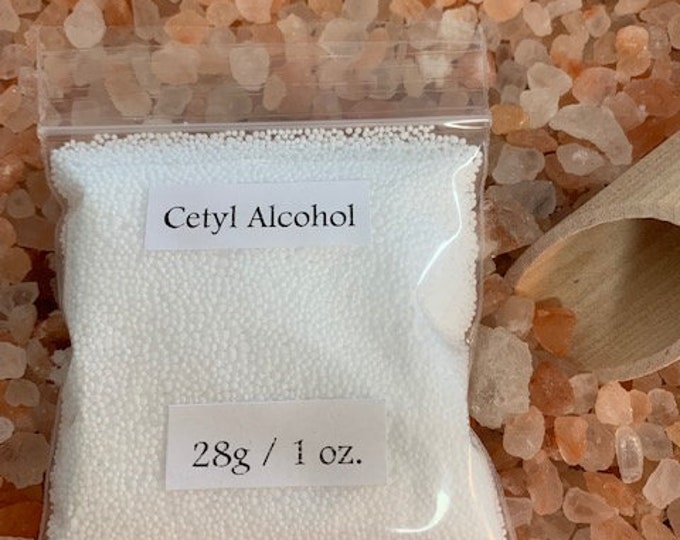 Cetyl Alcohol
28g / 1 oz.